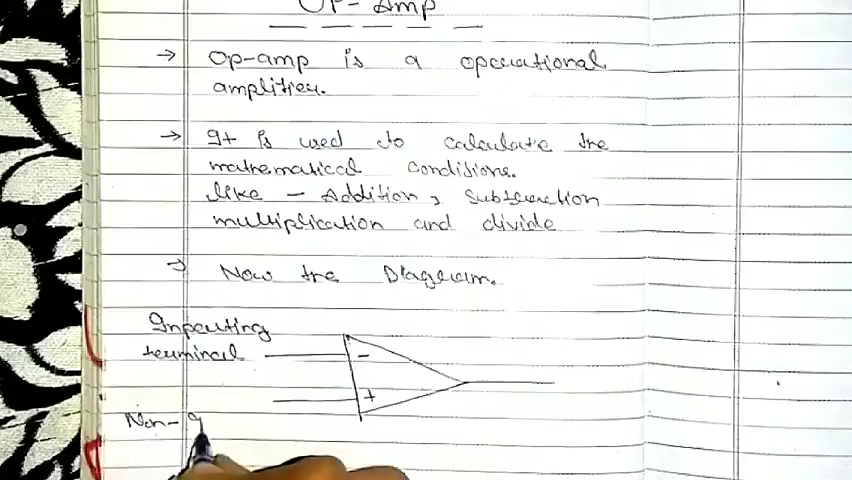 Op-Amp
→ Op-amp is a operational
amplifier.
→ It is used to calculate the
mathematical conditions.
like - Addition, Subtraction
multiplication and divide
→ Now the Diagram.
Inpouting
terminal
-
+
Non-